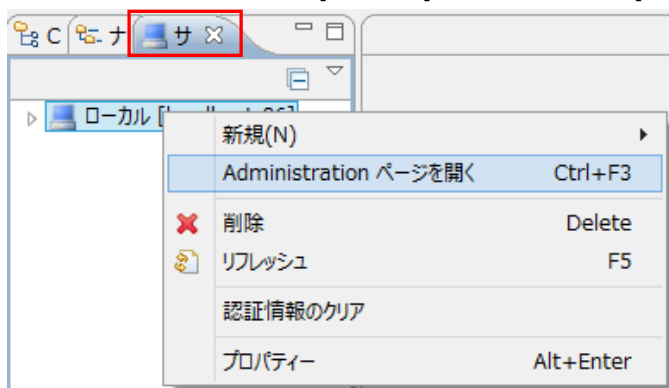 C ナ サ
ローカル [
新規(N)
Administration ページを開く Ctrl+F3
削除 Delete
リフレッシュ F5
認証情報のクリア
プロパティー Alt+Enter